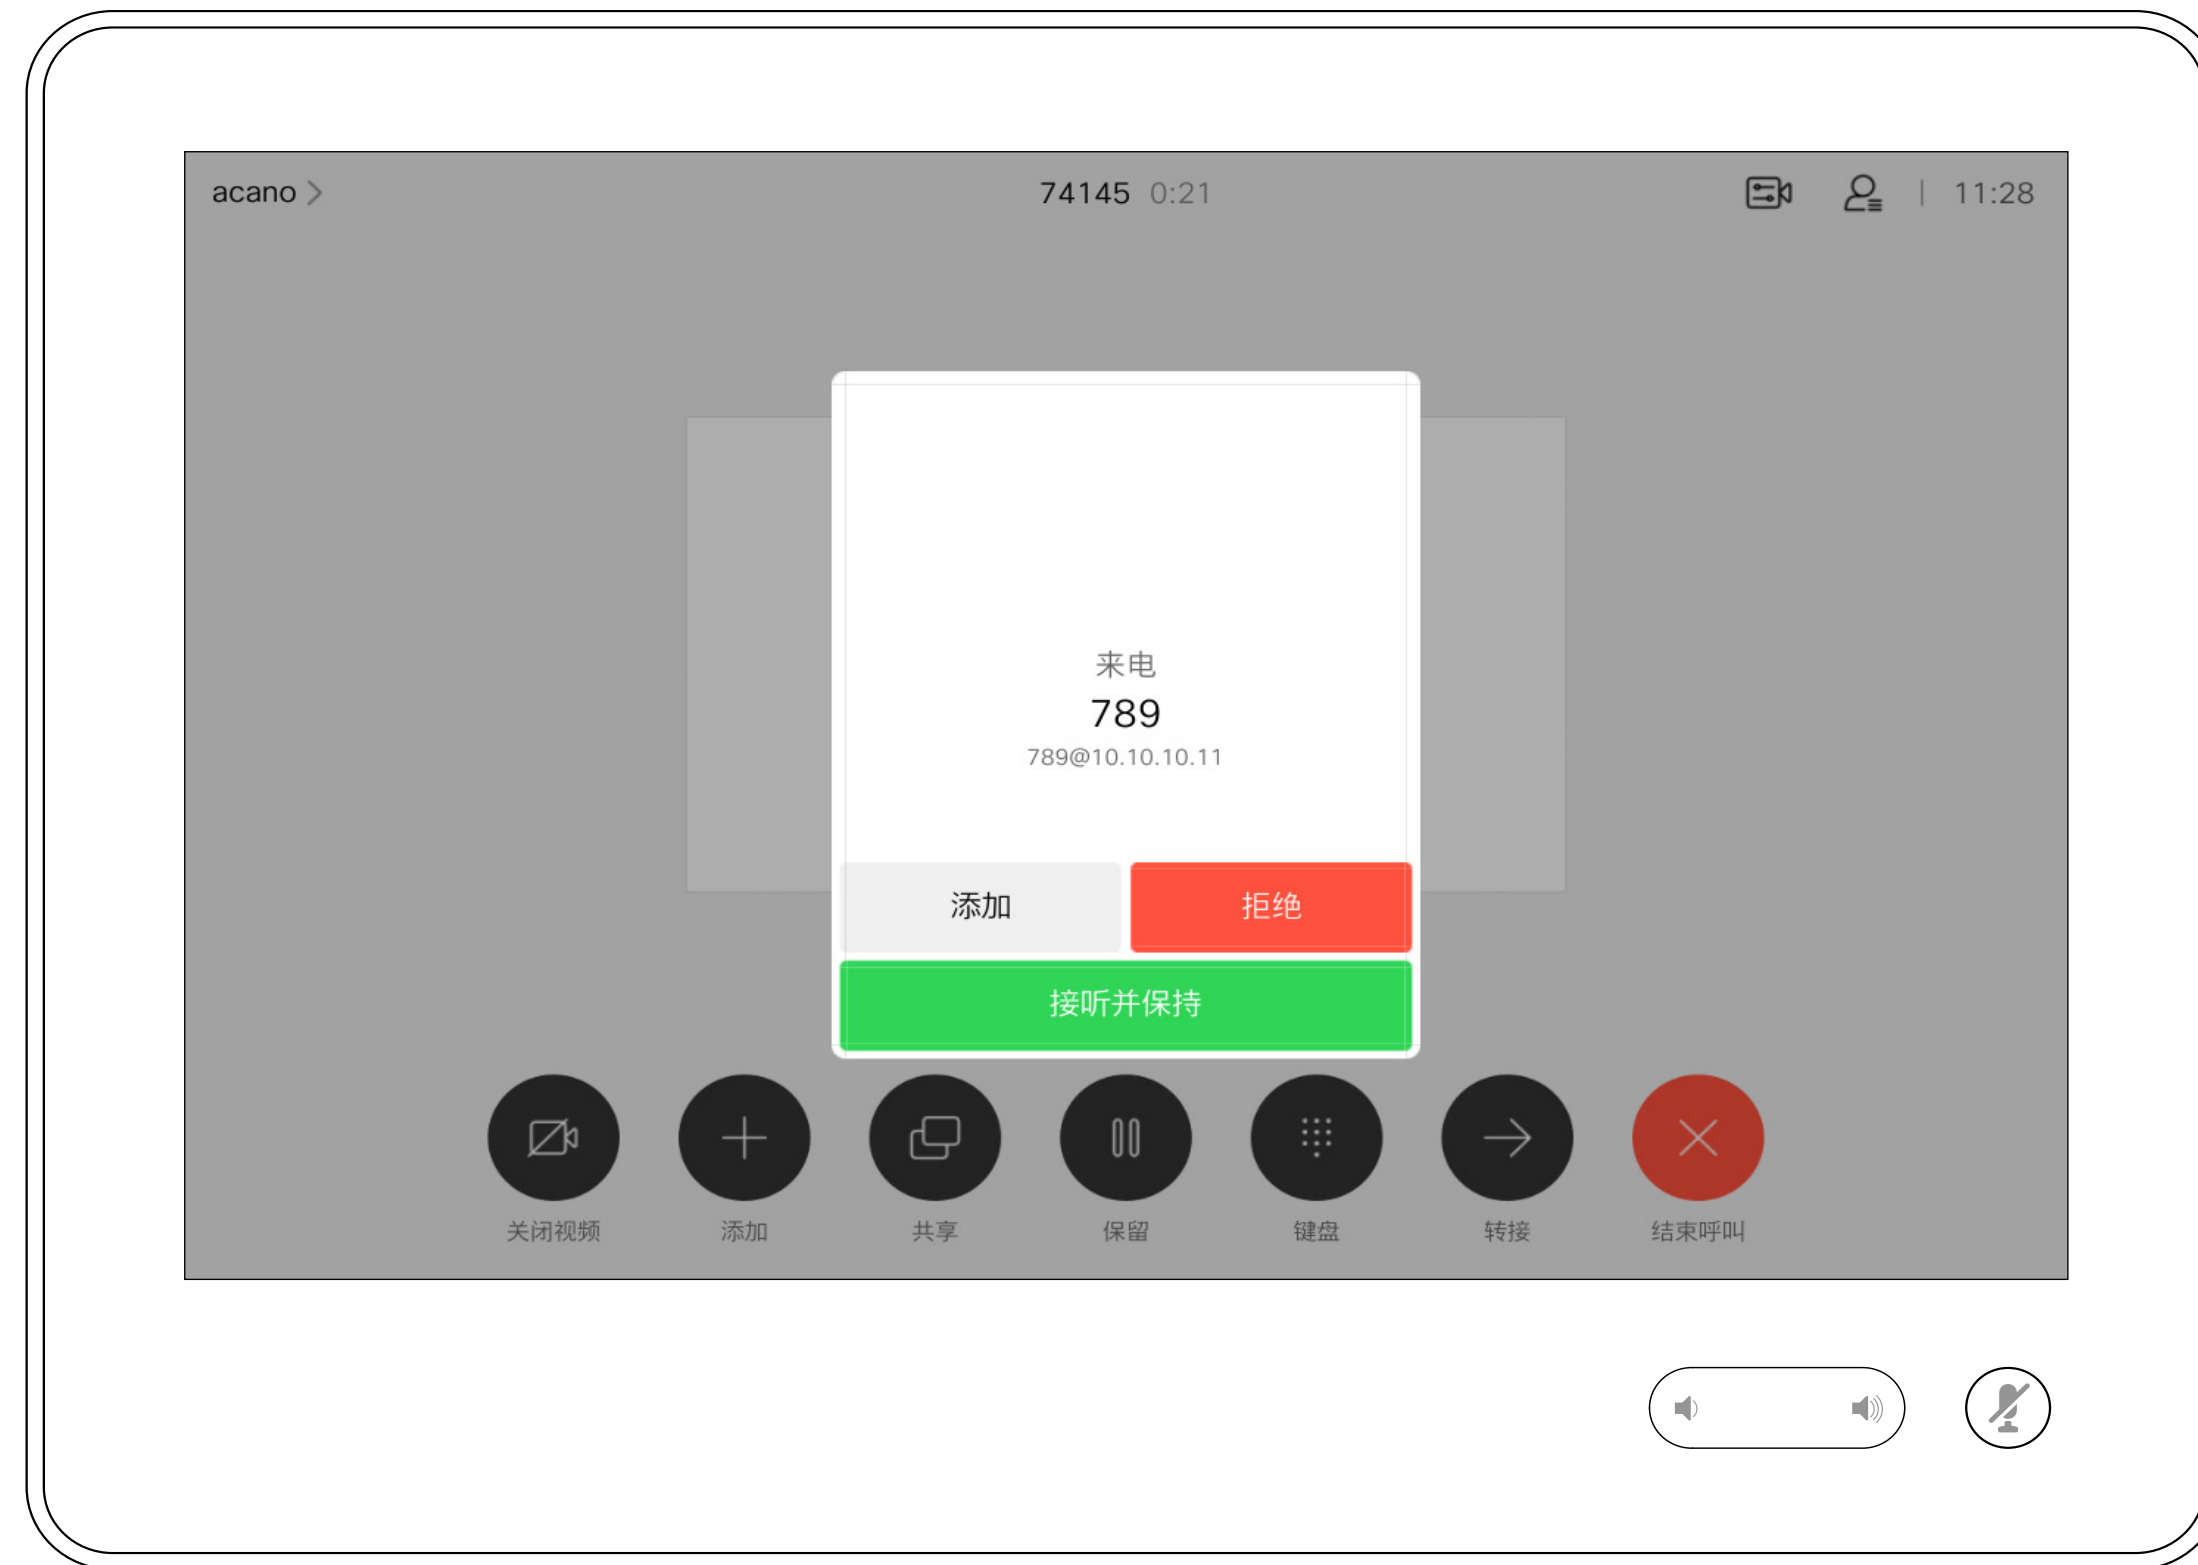 acano
74145 0:21
11:28
来电
789
789@10.10.10.11
添加
拒绝
接听并保持
关闭视频
添加
共享
保留
键盘
转接
结束呼叫